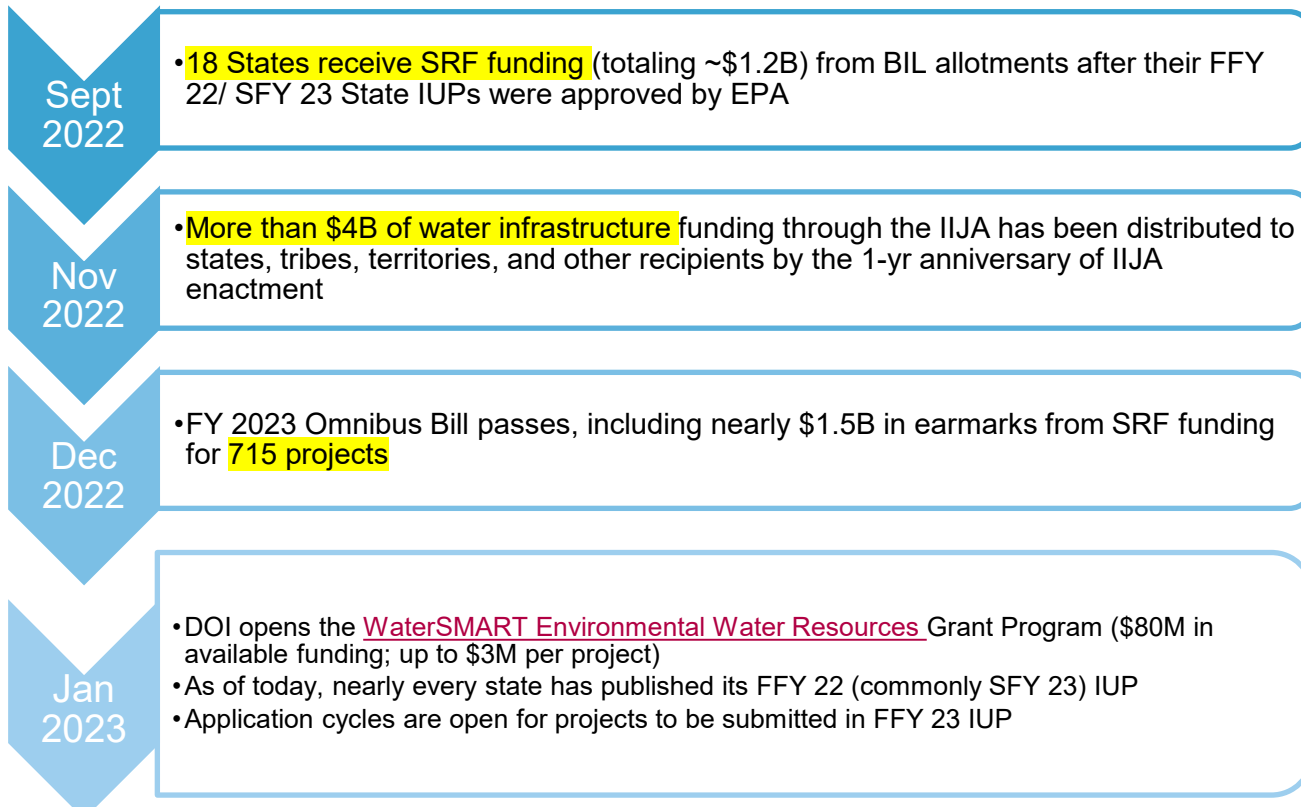 Sept
2022
•18 States receive SRF funding (totaling ~$1.2B) from BIL allotments after their FFY
22/ SFY 23 State IUPs were approved by EPA
Nov
2022
•More than $4B of water infrastructure funding through the IIJA has been distributed to
states, tribes, territories, and other recipients by the 1-yr anniversary of IIJA
enactment
Dec
2022
•FY 2023 Omnibus Bill passes, including nearly $1.5B in earmarks from SRF funding
for 715 projects
Jan
2023
•DOI opens the WaterSMART Environmental Water Resources Grant Program ($80M in
available funding; up to $3M per project)
•As of today, nearly every state has published its FFY 22 (commonly SFY 23) IUP
•Application cycles are open for projects to be submitted in FFY 23 IUP